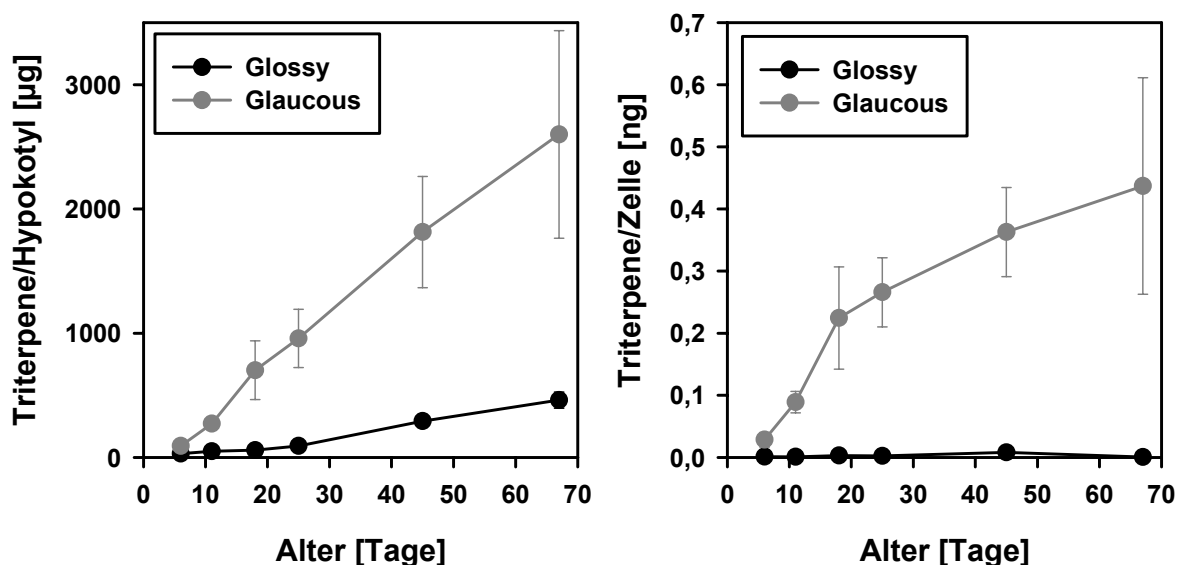 Triterpene/Hypokotyl [µg]
3000
2000
1000
0
Glossy
Glaucous
0 10 20 30 40 50 60 70
Alter [Tage]
Triterpene/Zelle [ng]
0,7
0,6
0,5
0,4
0,3
0,2
0,1
0,0
Glossy
Glaucous
0 10 20 30 40 50 60 70
Alter [Tage]